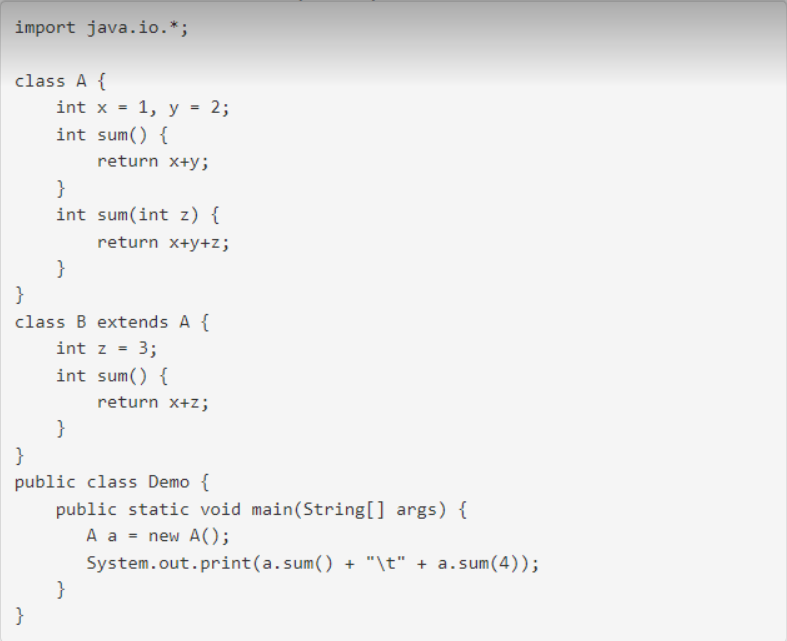 import java.io.*;
class A {
    int x = 1, y = 2;
    int sum() {
        return x+y;
    }
    int sum(int z) {
        return x+y+z;
    }
}
class B extends A {
    int z = 3;
    int sum() {
        return x+z;
    }
}
public class Demo {
    public static void main(String[] args) {
       A a = new A();
       System.out.print(a.sum() + "\t" + a.sum(4));
    }
}